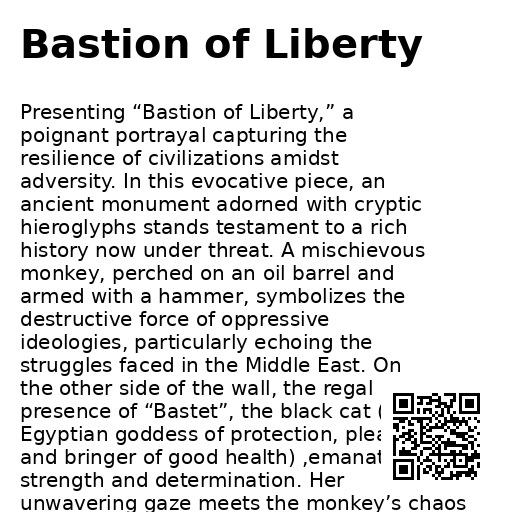 Bastion of Liberty
Presenting “Bastion of Liberty,” a
poignant portrayal capturing the
resilience of civilizations amidst
adversity. In this evocative piece, an
ancient monument adorned with cryptic
hieroglyphs stands testament to a rich
history now under threat. A mischievous
monkey, perched on an oil barrel and
armed with a hammer, symbolizes the
destructive force of oppressive
ideologies, particularly echoing the
struggles faced in the Middle East. On
the other side of the wall, the regal
presence of “Bastet”, the black cat (
Egyptian goddess of protection,
and bringer of good health)
strength and determination. Her
unwavering gaze meets the monkey’s chaos